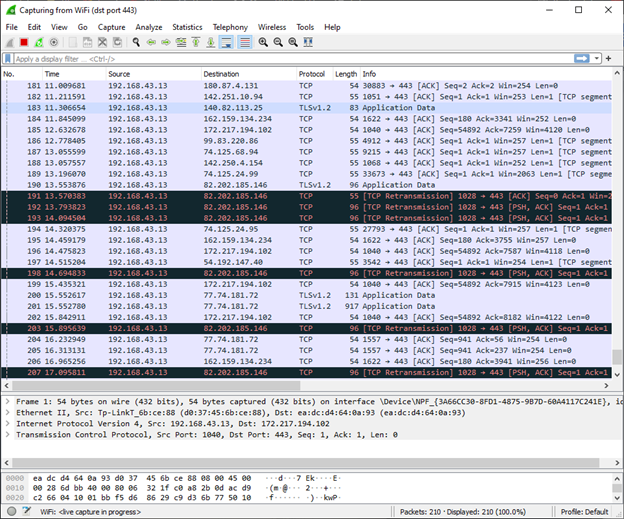 Capturing from WiFi (dst port 443)
File Edit View Go Capture Analyze Statistics Telephony Wireless Tools Help
Apply a display filter ... <Ctrl-/>
No. Time Source Destination Protocol Length Info
181 11.009681 192.168.43.13 180.87.4.131 TCP 54 30883 → 443 [ACK] Seq=2 Ack=2 Win=254 Len=0
182 11.211591 192.168.43.13 142.251.10.94 TCP 55 1051 → 443 [ACK] Seq=1 Ack=1 Win=253 Len=1 [TCP segment
183 11.306654 192.168.43.13 140.82.113.25 TLSv1.2 83 Application Data
184 11.845099 192.168.43.13 162.159.134.234 TCP 54 1622 → 443 [ACK] Seq=180 Ack=3341 Win=252 Len=0
185 12.632678 192.168.43.13 172.217.194.102 TCP 54 1040 → 443 [ACK] Seq=54892 Ack=7259 Win=4120 Len=0
186 12.778405 192.168.43.13 99.83.220.86 TCP 55 4912 → 443 [ACK] Seq=1 Ack=1 Win=257 Len=1 [TCP segment
187 13.055599 192.168.43.13 74.125.68.94 TCP 55 9215 → 443 [ACK] Seq=1 Ack=1 Win=257 Len=1 [TCP segment
188 13.057557 192.168.43.13 142.250.4.154 TCP 55 1068 → 443 [ACK] Seq=1 Ack=1 Win=252 Len=1 [TCP segment
189 13.196070 192.168.43.13 74.125.24.99 TCP 55 33673 → 443 [ACK] Seq=1 Ack=1 Win=2063 Len=1 [TCP segm
190 13.553876 192.168.43.13 82.202.185.146 TLSv1.2 96 Application Data
191 13.570383 192.168.43.13 82.202.185.146 TCP 55 [TCP Retransmission] 1028 → 443 [ACK] Seq=0 Ack=1 Win=2
192 13.793823 192.168.43.13 82.202.185.146 TCP 96 [TCP Retransmission] 1028 → 443 [PSH, ACK] Seq=1 Ack=1
193 14.094504 192.168.43.13 82.202.185.146 TCP 96 [TCP Retransmission] 1028 → 443 [PSH, ACK] Seq=1 Ack=1
194 14.320375 192.168.43.13 74.125.24.95 TCP 55 27793 → 443 [ACK] Seq=1 Ack=1 Win=257 Len=1 [TCP segm
195 14.459179 192.168.43.13 162.159.134.234 TCP 54 1622 → 443 [ACK] Seq=180 Ack=3755 Win=257 Len=0
196 14.475823 192.168.43.13 172.217.194.102 TCP 54 1040 → 443 [ACK] Seq=54892 Ack=7587 Win=4118 Len=0
197 14.515204 192.168.43.13 54.192.147.40 TCP 55 3542 → 443 [ACK] Seq=1 Ack=1 Win=254 Len=1 [TCP segment
198 14.694833 192.168.43.13 82.202.185.146 TCP 96 [TCP Retransmission] 1028 → 443 [PSH, ACK] Seq=1 Ack=1
199 15.435321 192.168.43.13 172.217.194.102 TCP 54 1040 → 443 [ACK] Seq=54892 Ack=7915 Win=4123 Len=0
200 15.552617 192.168.43.13 77.74.181.72 TLSv1.2 131 Application Data
201 15.552780 192.168.43.13 77.74.181.72 TLSv1.2 917 Application Data
202 15.842911 192.168.43.13 172.217.194.102 TCP 54 1040 → 443 [ACK] Seq=54892 Ack=8182 Win=4122 Len=0
203 15.895639 192.168.43.13 82.202.185.146 TCP 96 [TCP Retransmission] 1028 → 443 [PSH, ACK] Seq=1 Ack=1
204 16.232949 192.168.43.13 77.74.181.72 TCP 54 1557 → 443 [ACK] Seq=941 Ack=56 Win=254 Len=0
205 16.313131 192.168.43.13 77.74.181.72 TCP 54 1557 → 443 [ACK] Seq=941 Ack=237 Win=254 Len=0
206 16.965256 192.168.43.13 162.159.134.234 TCP 54 1622 → 443 [ACK] Seq=180 Ack=3941 Win=256 Len=0
207 17.095811 192.168.43.13 82.202.185.146 TCP 96 [TCP Retransmission] 1028 → 443 [PSH, ACK] Seq=1 Ack=1
Frame 1: 54 bytes on wire (432 bits), 54 bytes captured (432 bits) on interface \Device\NPF_{3A66CC30-8FD1-4875-9B7D-60A4117C241E}, id
Ethernet II, Src: Tp-LinkT_6b:ce:88 (d0:37:45:6b:ce:88), Dst: ea:dc:d4:64:0a:93 (ea:dc:d4:64:0a:93)
Internet Protocol Version 4, Src: 192.168.43.13, Dst: 172.217.194.102
Transmission Control Protocol, Src Port: 1040, Dst Port: 443, Seq: 1, Ack: 1, Len: 0
0000 ea dc d4 64 0a 93 d0 37 45 6b ce 88 08 00 45 00 ···d···7 Ek····E·
0010 00 28 6d bb 40 00 80 06 32 1f c0 a8 2b 0d ac d9 ·(m·@··· 2···+···
0020 c2 66 04 10 01 bb f5 d6 86 29 c9 d3 6b 77 50 10 ·f······ ·)··kwP·
WiFi: <live capture in progress> Packets: 210 · Displayed: 210 (100.0%) Profile: Default